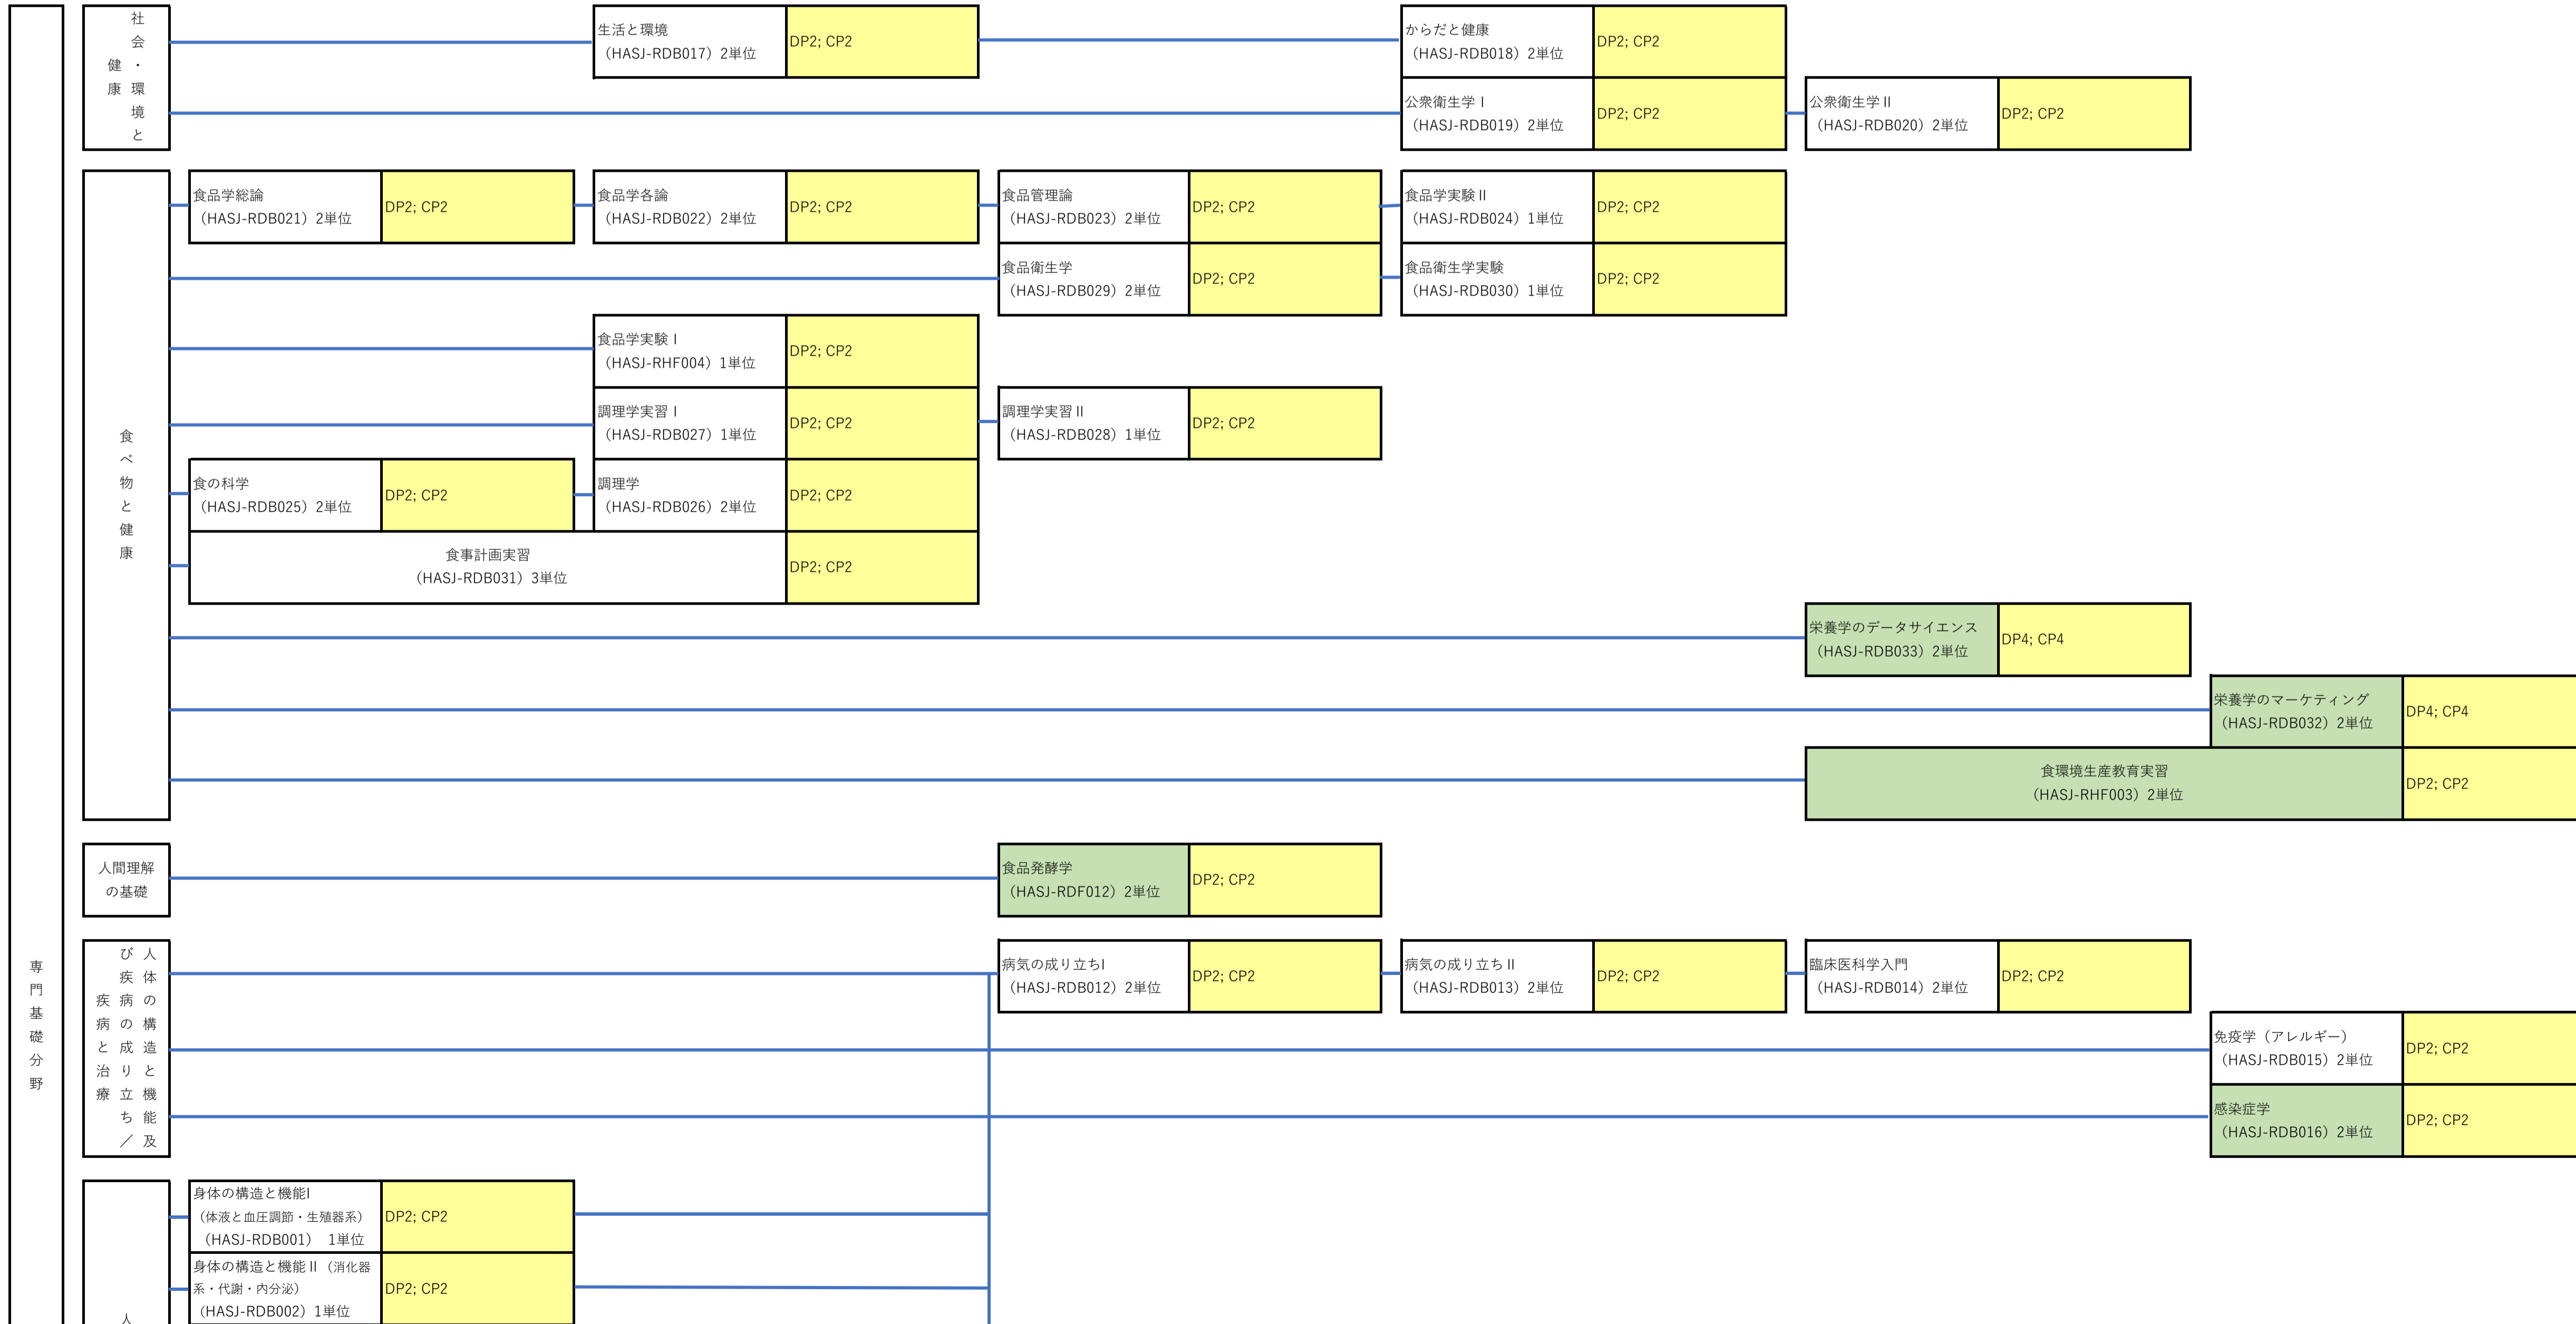 専門基礎分野
社会・環境と
健康
生活と環境
（HASJ-RDB017）2単位
DP2; CP2
からだと健康
（HASJ-RDB018）2単位
DP2; CP2
公衆衛生学Ⅰ
（HASJ-RDB019）2単位
DP2; CP2
公衆衛生学Ⅱ
（HASJ-RDB020）2単位
DP2; CP2
食べ物と健康
食品学総論
（HASJ-RDB021）2単位
DP2; CP2
食品学各論
（HASJ-RDB022）2単位
DP2; CP2
食品管理論
（HASJ-RDB023）2単位
DP2; CP2
食品学実験Ⅱ
（HASJ-RDB024）1単位
DP2; CP2
食品衛生学
（HASJ-RDB029）2単位
DP2; CP2
食品衛生学実験
（HASJ-RDB030）1単位
DP2; CP2
食品学実験Ⅰ
（HASJ-RHF004）1単位
DP2; CP2
調理学実習Ⅰ
（HASJ-RDB027）1単位
DP2; CP2
調理学実習Ⅱ
（HASJ-RDB028）1単位
DP2; CP2
食の科学
（HASJ-RDB025）2単位
DP2; CP2
調理学
（HASJ-RDB026）2単位
DP2; CP2
食事計画実習
（HASJ-RDB031）3単位
DP2; CP2
栄養学のデータサイエンス
（HASJ-RDB033）2単位
DP4; CP4
栄養学のマーケティング
（HASJ-RDB032）2単位
DP4; CP4
食環境生産教育実習
（HASJ-RHF003）2単位
DP2; CP2
人間理解
の基礎
食品発酵学
（HASJ-RDF012）2単位
DP2; CP2
人体の構造と機能及
び疾病の成り立ち／
疾病と治療
病気の成り立ちI
（HASJ-RDB012）2単位
DP2; CP2
病気の成り立ちⅡ
（HASJ-RDB013）2単位
DP2; CP2
臨床医科学入門
（HASJ-RDB014）2単位
DP2; CP2
免疫学（アレルギー）
（HASJ-RDB015）2単位
DP2; CP2
感染症学
（HASJ-RDB016）2単位
DP2; CP2
人
身体の構造と機能I
（体液と血圧調節・生殖器系）
（HASJ-RDB001） 1単位
DP2; CP2
身体の構造と機能Ⅱ（消化器
系・代謝・内分泌）
（HASJ-RDB002）1単位
DP2; CP2